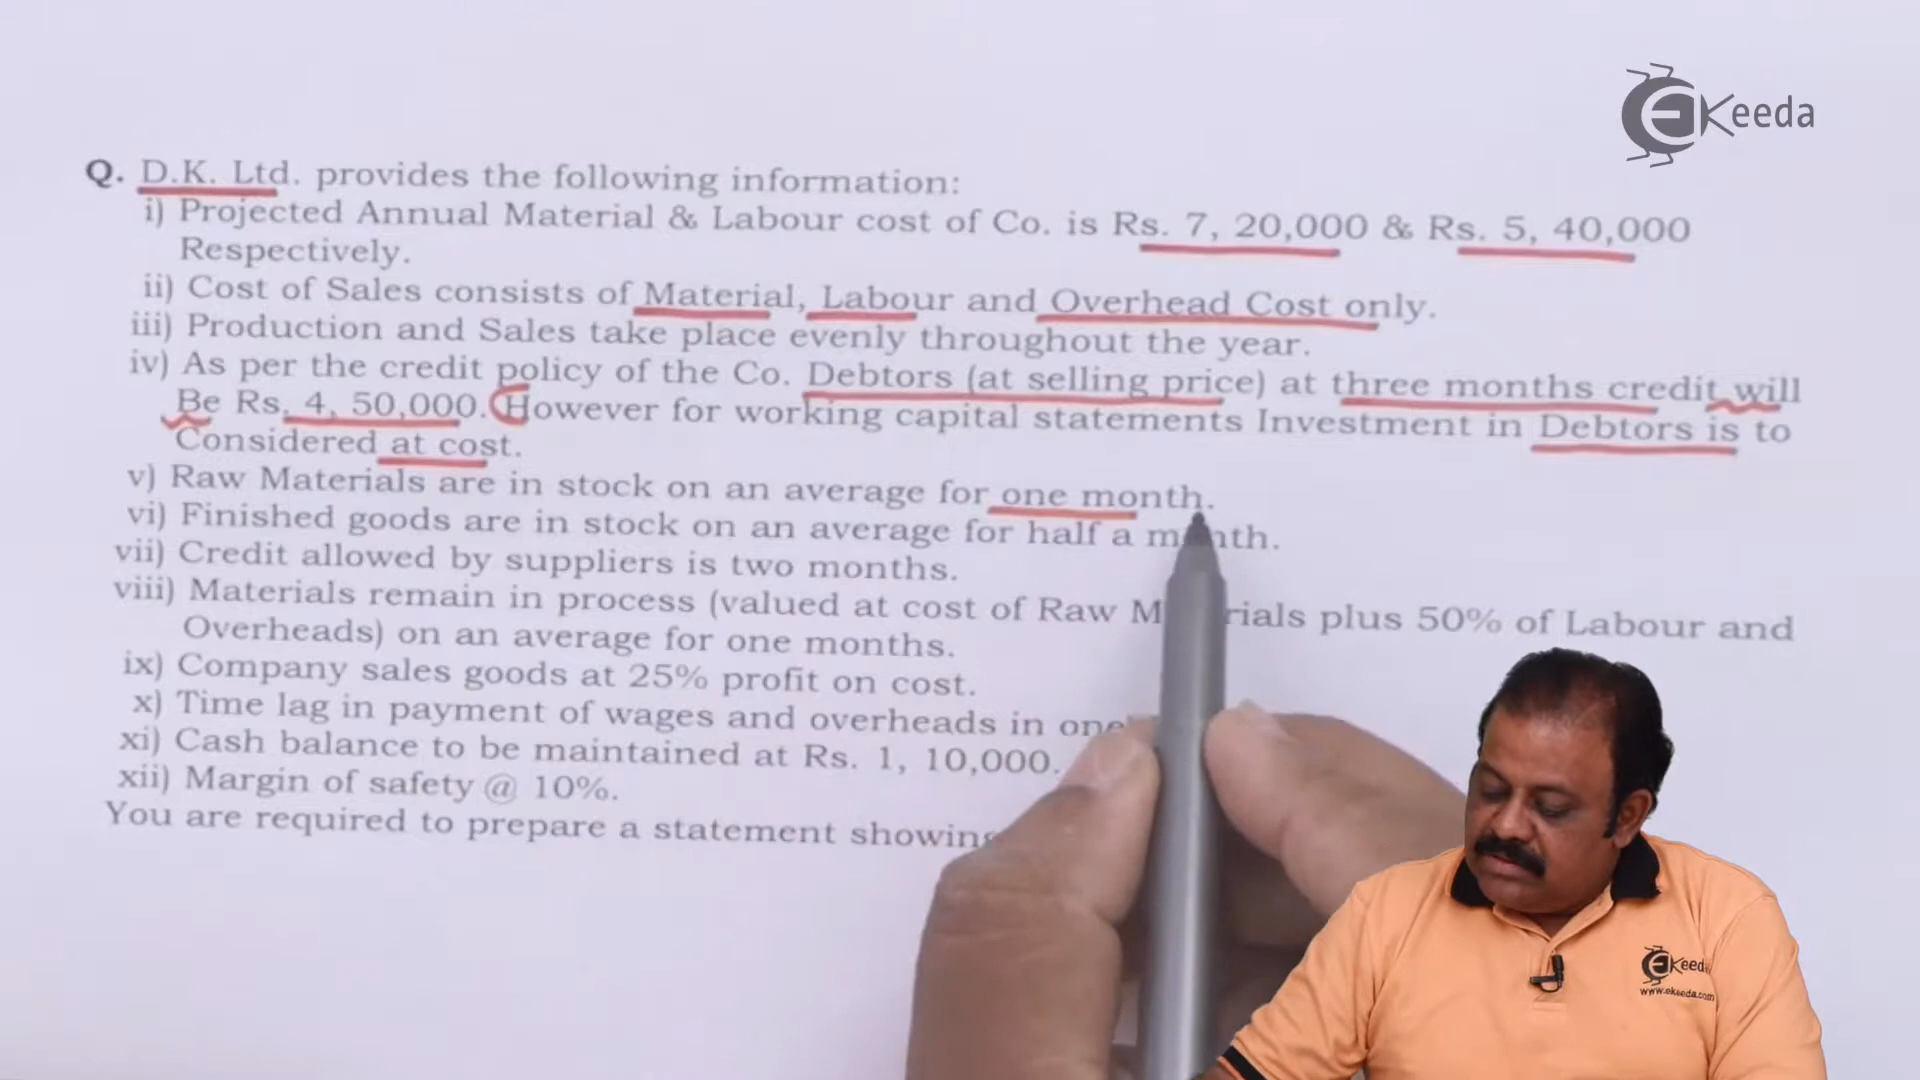 EKeeda
Q. D.K. Ltd. provides the following information:
i) Projected Annual Material & Labour cost of Co. is Rs. 7, 20,000 & Rs. 5, 40,000
Respectively.
ii) Cost of Sales consists of Material, Labour and Overhead Cost only.
iii) Production and Sales take place evenly throughout the year.
iv) As per the credit policy of the Co. Debtors (at selling price) at three months credit will
Be Rs. 4, 50,000. However for working capital statements Investment in Debtors is to
Considered at cost.
v) Raw Materials are in stock on an average for one month.
vi) Finished goods are in stock on an average for half a month.
vii) Credit allowed by suppliers is two months.
viii) Materials remain in process (valued at cost of Raw Materials plus 50% of Labour and
Overheads) on an average for one months.
ix) Company sales goods at 25% profit on cost.
x) Time lag in payment of wages and overheads in one
xi) Cash balance to be maintained at Rs. 1, 10,000.
xii) Margin of safety @ 10%.
You are required to prepare a statement showing
EKeeda
www.ekeeda.com